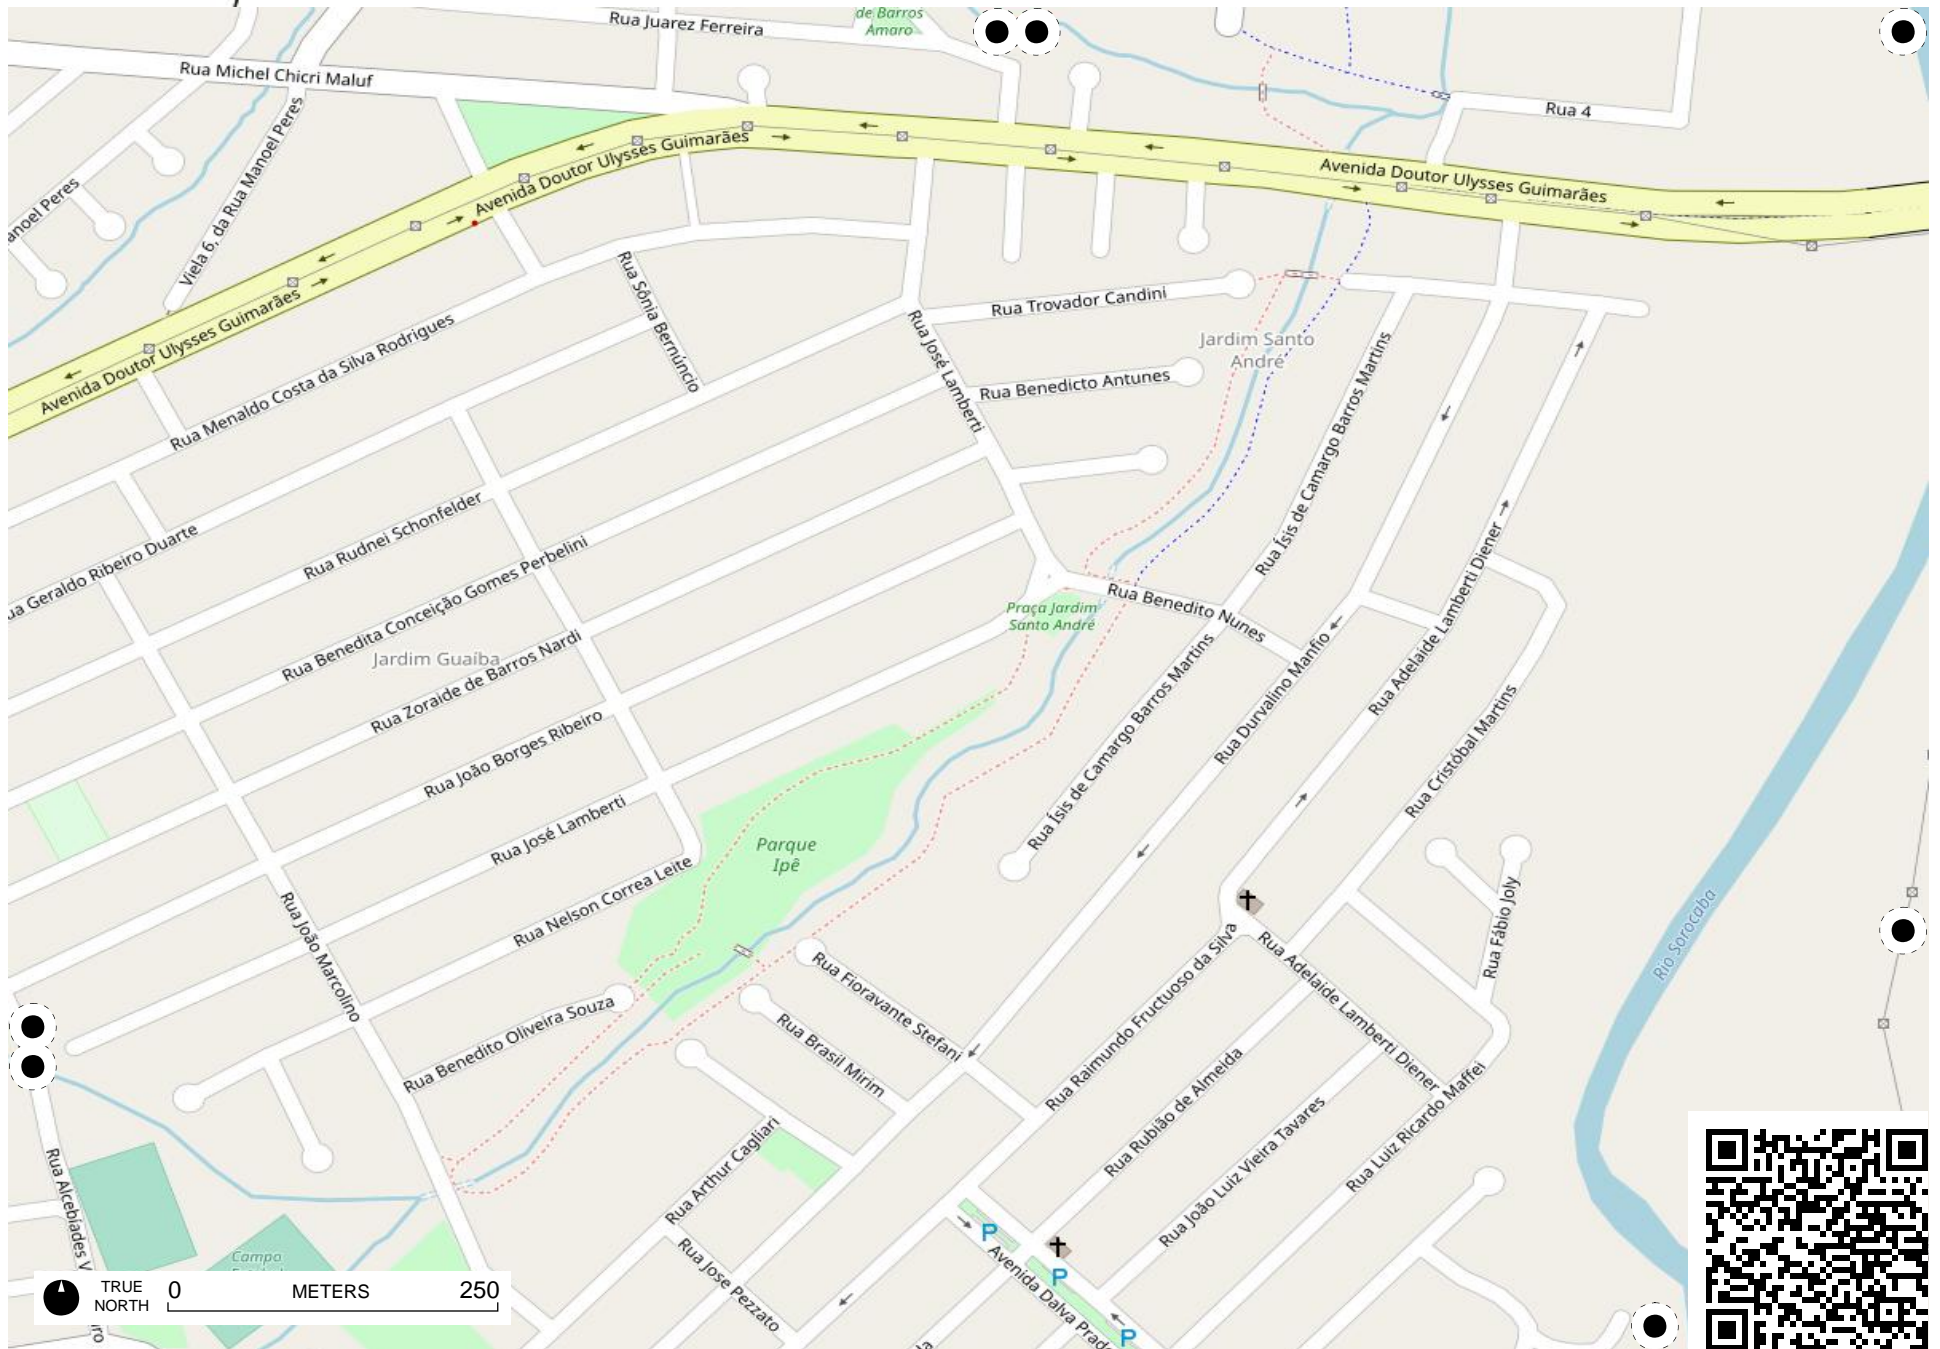 Rua Juarez Ferreira
de Barros
Amaro
Rua Michel Chicri Maluf
Rua 4
Viela 6, da Rua Manoel Peres
anoel Peres
Avenida Doutor Ulysses Guimarães
Avenida Doutor Ulysses Guimarães
Avenida Doutor Ulysses Guimarães
Rua Sônia Bernúncio
Rua Trovador Candini
Rua Menaldo Costa da Silva Rodrigues
Rua José Lamberti
Jardim Santo
André
Rua Benedicto Antunes
Rua Ísis de Camargo Barros Martins
Rua Rudnei Schonfelder
ua Geraldo Ribeiro Duarte
Rua Benedita Conceição Gomes Perbelini
Rua Adelaide Lamberti Diener
Praça Jardim
Santo André
Rua Benedito Nunes
Jardim Guaíba
Rua Zoraide de Barros Nardi
Rua Ísis de Camargo Barros Martins
Rua Durvalino Manfio
Rua Cristóbal Martins
Rua João Borges Ribeiro
Rua José Lamberti
Parque
Ipê
Rua Nelson Correa Leite
Rua João Marcolino
Rua Fábio Joly
Rio Sorocaba
Rua Fioravante Stefani
Rua Raimundo Fructuoso da Silva
Rua Adelaide Lamberti Diener
Rua Benedito Oliveira Souza
Rua Brasil Mirim
Rua Rubião de Almeida
Rua Luiz Ricardo Maffei
Rua João Luiz Vieira Tavares
Rua Arthur Cagliari
Rua Alcebíades V
ro
P
P
P
Avenida Dalva Prado
Rua Jose Pezzato
Campo
TRUE
NORTH
0 METERS 250